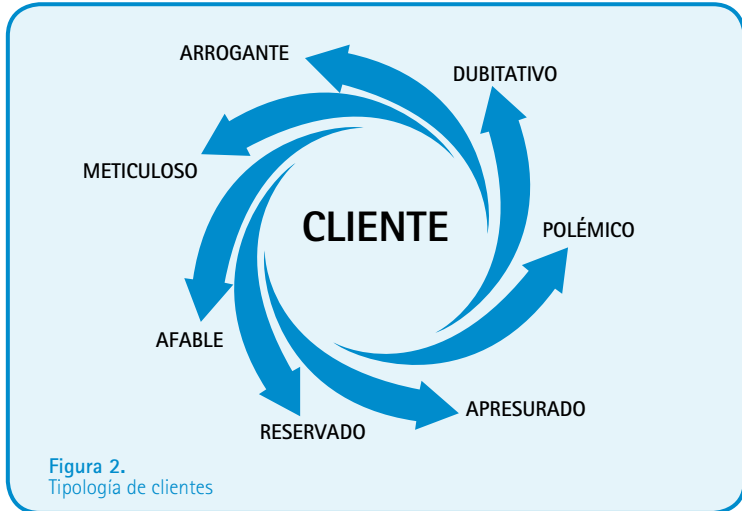 ARROGANTE
DUBITATIVO
METICULOSO
CLIENTE
POLÉMICO
AFABLE
APRESURADO
RESERVADO
Figura 2.
Tipología de clientes